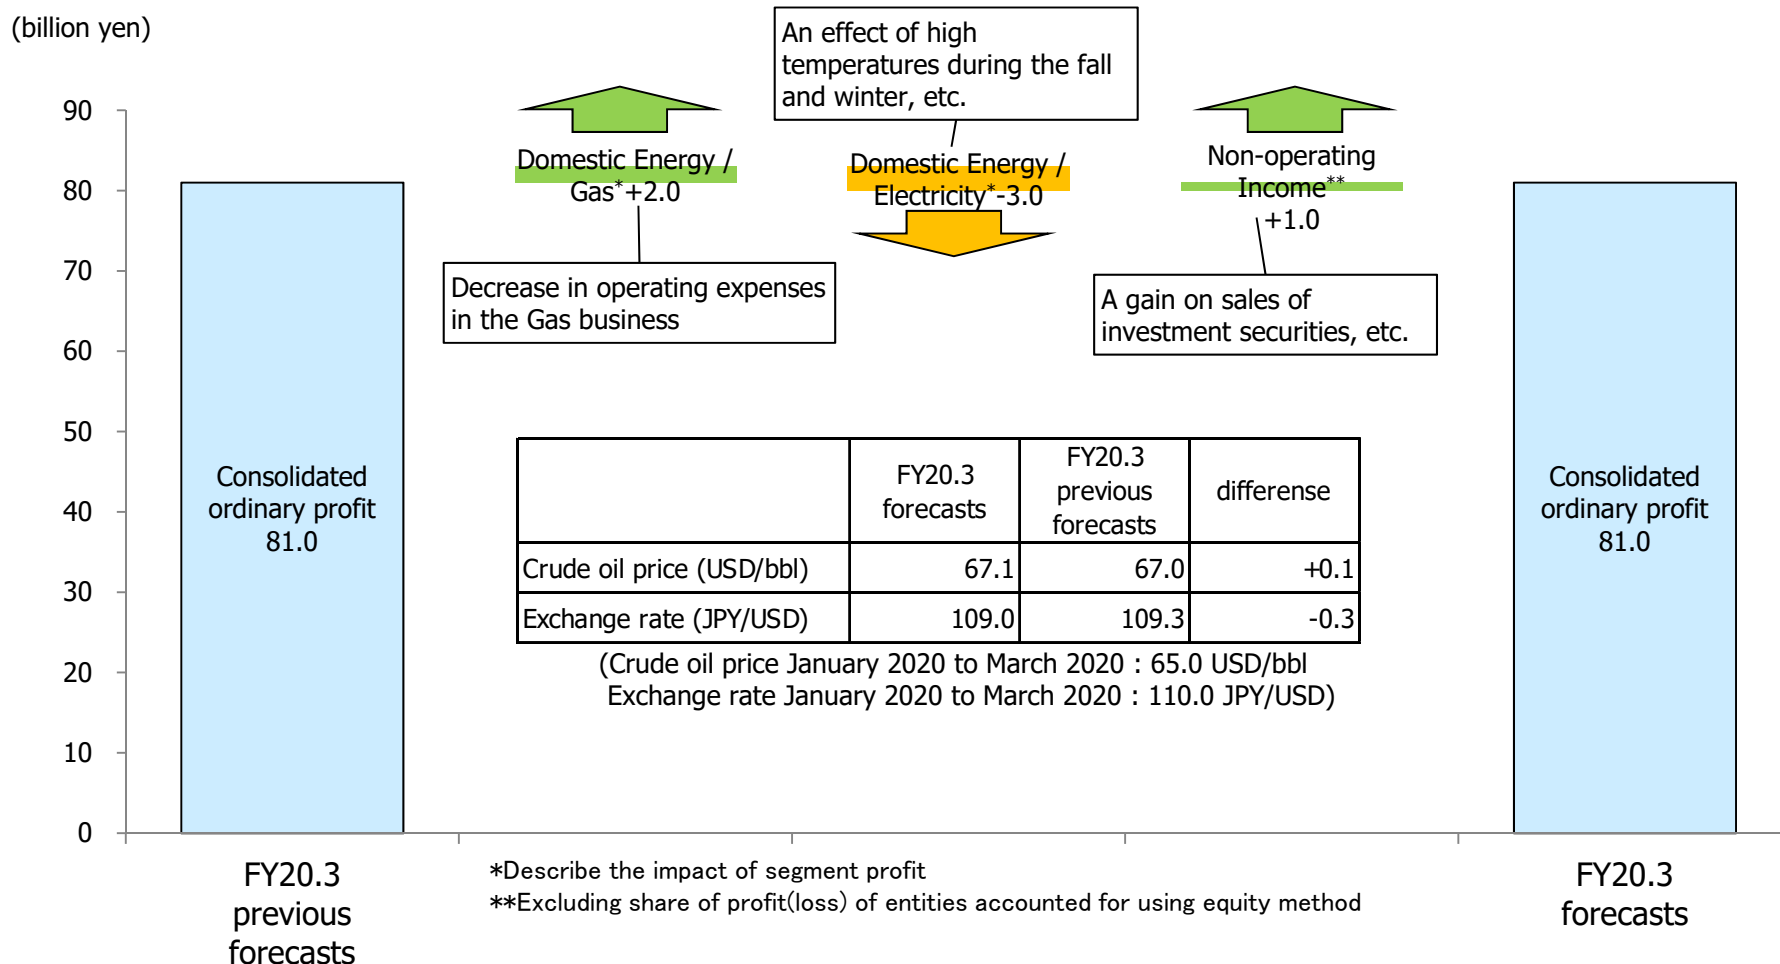 (billion yen)
90
80
70
60
50
40
30
20
10
0
Consolidated
ordinary profit
81.0
Domestic Energy /
Gas*+2.0
Decrease in operating expenses
in the Gas business
An effect of high
temperatures during the fall
and winter, etc.
Domestic Energy /
Electricity*-3.0
Non-operating
Income**
+1.0
A gain on sales of
investment securities, etc.
Consolidated
ordinary profit
81.0
FY20.3 forecasts FY20.3 previous forecasts differense
Crude oil price (USD/bbl) 67.1 67.0 +0.1
Exchange rate (JPY/USD) 109.0 109.3 -0.3
(Crude oil price January 2020 to March 2020 : 65.0 USD/bbl
Exchange rate January 2020 to March 2020 : 110.0 JPY/USD)
FY20.3
previous
forecasts
*Describe the impact of segment profit
**Excluding share of profit(loss) of entities accounted for using equity method
FY20.3
forecasts